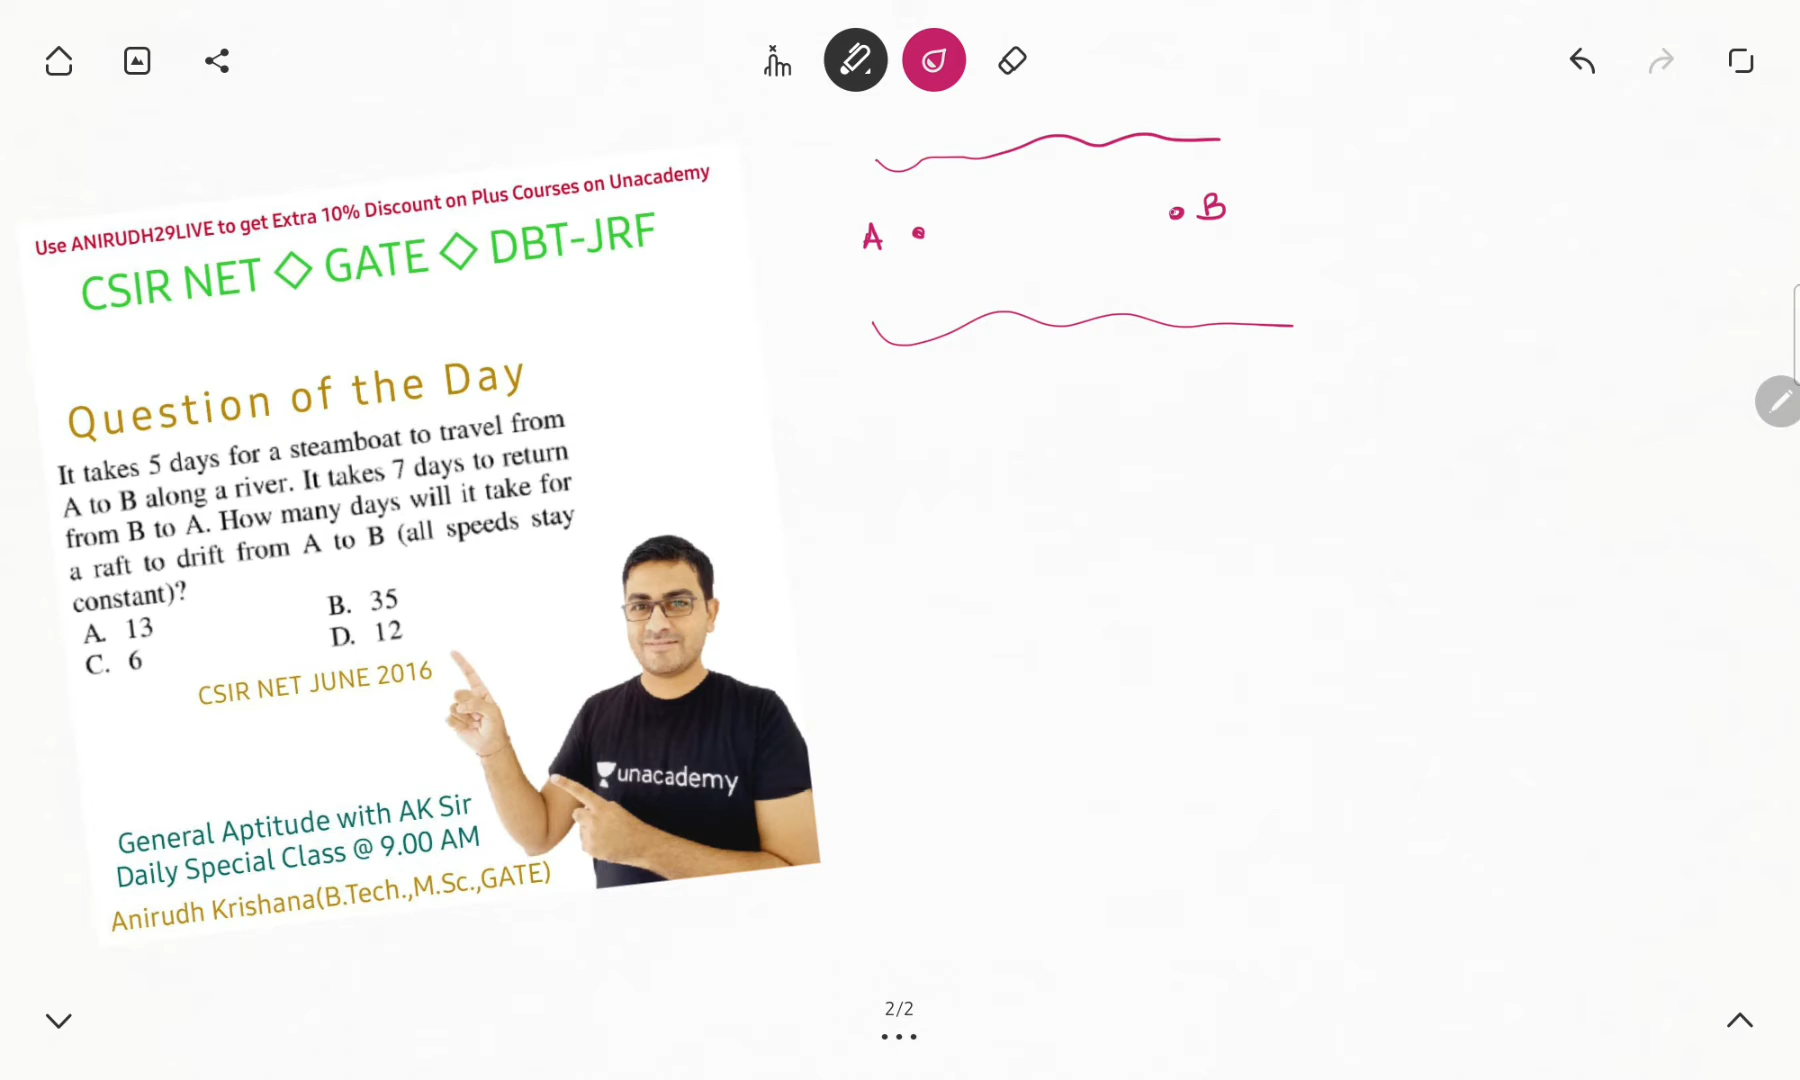 Use ANIRUDH29LIVE to get Extra 10% Discount on Plus Courses on Unacademy
CSIR NET ◇ GATE ◇ DBT-JRF
Question of the Day
It takes 5 days for a steamboat to travel from
A to B along a river. It takes 7 days to return
from B to A. How many days will it take for
a raft to drift from A to B (all speeds stay
constant)?
A. 13
B. 35
C. 6
D. 12
CSIR NET JUNE 2016
unacademy
General Aptitude with AK Sir
Daily Special Class @ 9.00 AM
Anirudh Krishana(B.Tech.,M.Sc.,GATE)
A
B
2/2